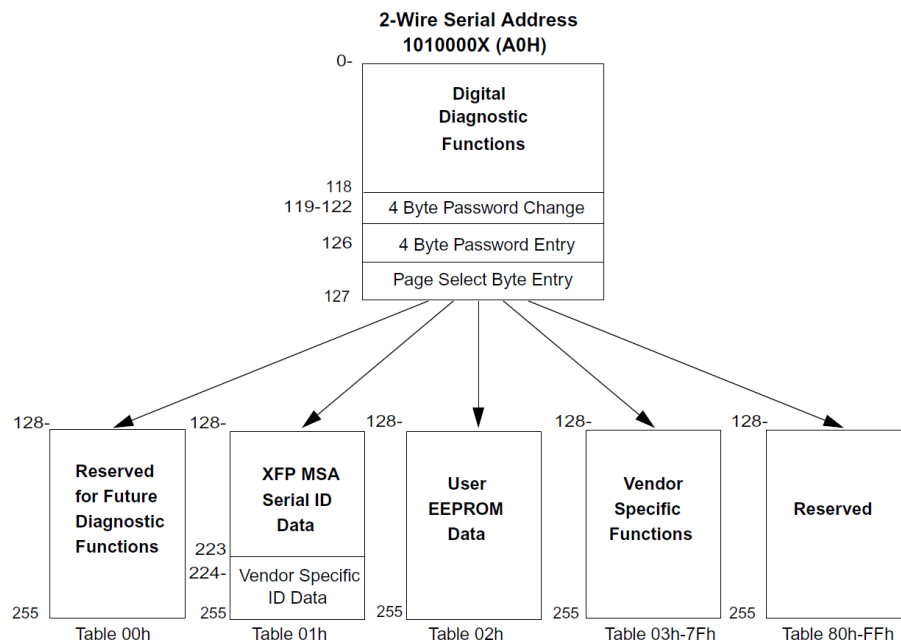 2-Wire Serial Address
1010000X (A0H)
0-
Digital
Diagnostic
Functions
118
119-122
4 Byte Password Change
126
4 Byte Password Entry
Page Select Byte Entry
127
128-
128-
128-
128-
128-
Reserved
for Future
Diagnostic
Functions
255
Table 00h
XFP MSA
Serial ID
Data
223
224-
Vendor Specific
ID Data
255
Table 01h
User
EEPROM
Data
255
Table 02h
Vendor
Specific
Functions
255
Table 03h-7Fh
Reserved
255
Table 80h-FFh